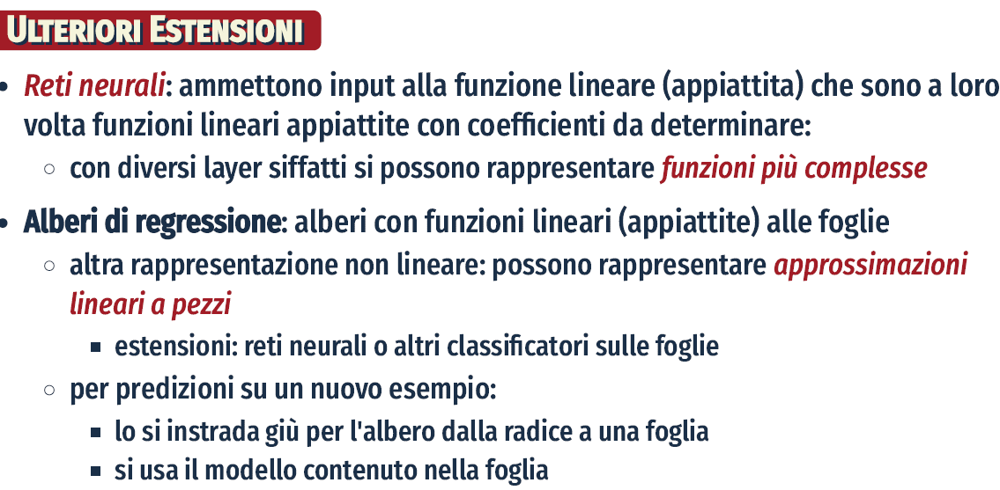 ULTERIORI ESTENSIONI
• Reti neurali: ammettono input alla funzione lineare (appiattita) che sono a loro
volta funzioni lineari appiattite con coefficienti da determinare:
○ con diversi layer siffatti si possono rappresentare funzioni più complesse
• Alberi di regressione: alberi con funzioni lineari (appiattite) alle foglie
○ altra rappresentazione non lineare: possono rappresentare approssimazioni
lineari a pezzi
▪ estensioni: reti neurali o altri classificatori sulle foglie
○ per predizioni su un nuovo esempio:
▪ lo si instrada giù per l'albero dalla radice a una foglia
▪ si usa il modello contenuto nella foglia